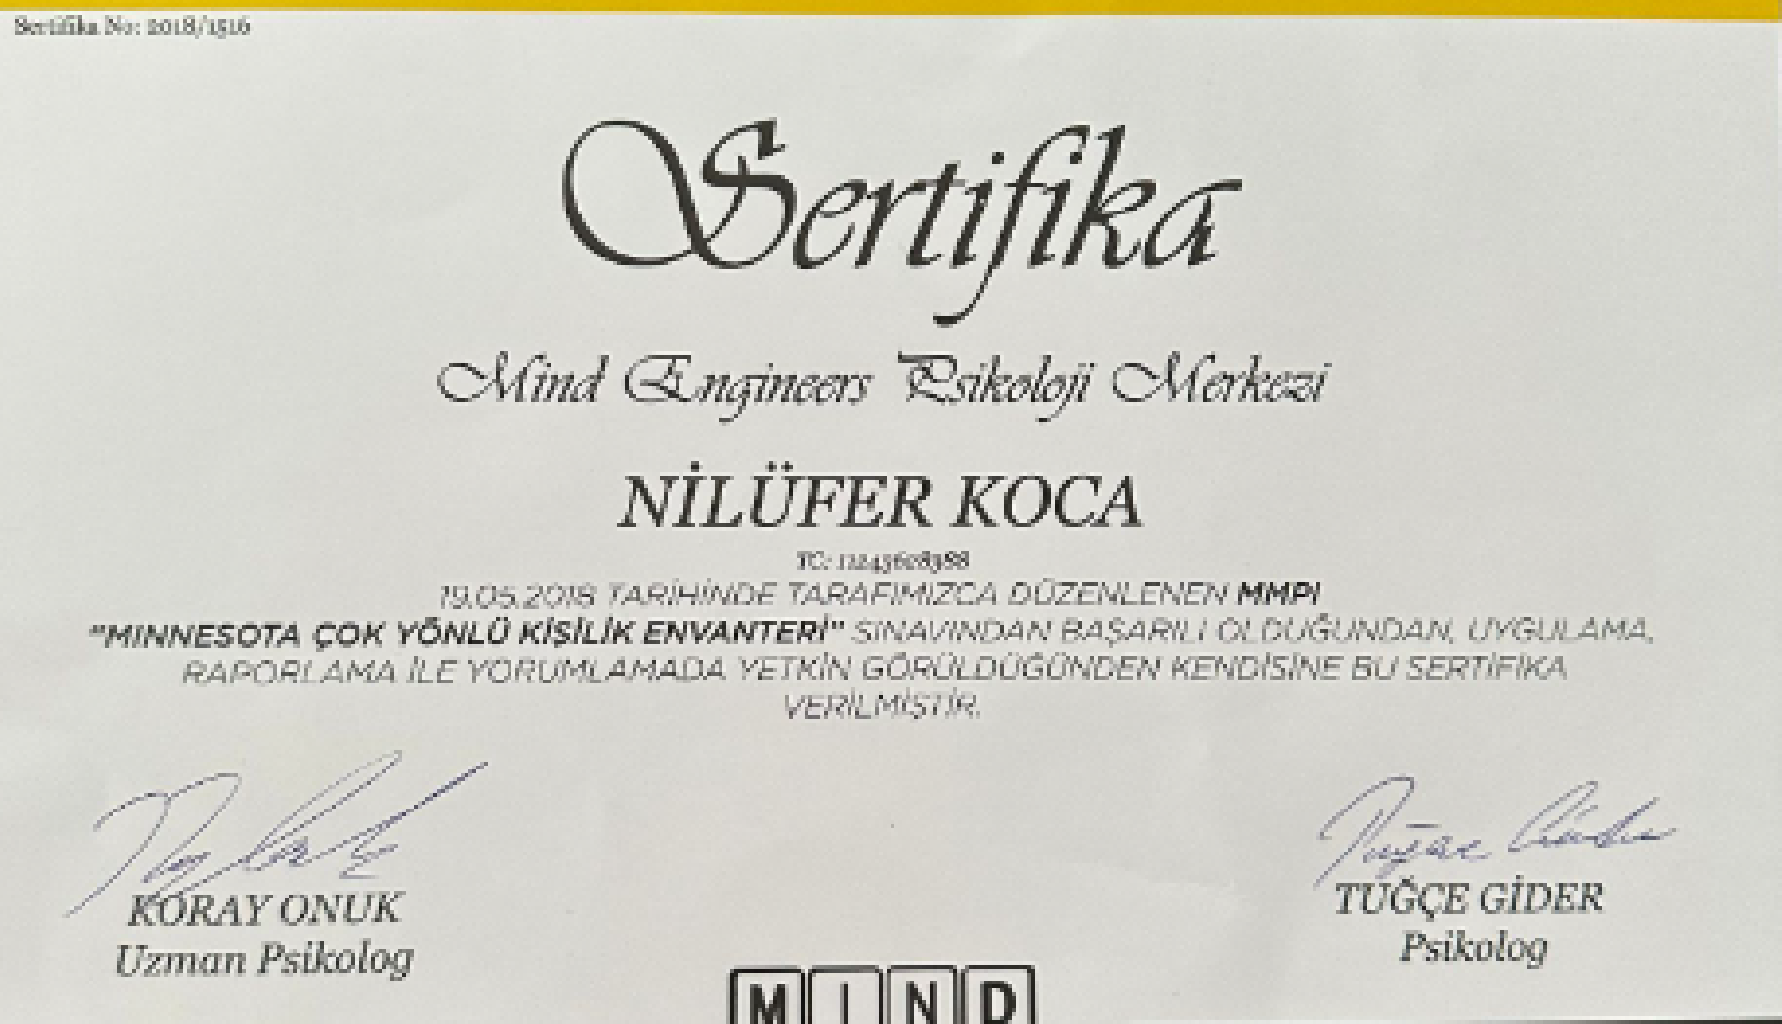 Sertifika No: 2018/1516
Sertifika
Mind Engineers Psikoloji Merkezi
NİLÜFER KOCA
TC:
19.05.2018 TARİHİNDE TARAFIMIZCA DÜZENLENEN MMPI
"MINNESOTA ÇOK YÖNLÜ KİŞİLİK ENVANTERİ" SINAVINDAN BAŞARILI OLDUĞUNDAN, UYGULAMA,
RAPORLAMA İLE YORUMLAMADA YETKİN GÖRÜLDÜĞÜNDEN KENDİSİNE BU SERTİFİKA
VERİLMİŞTİR.
KORAY ONUK
Uzman Psikolog
TUĞÇE GİDER
Psikolog
MIND